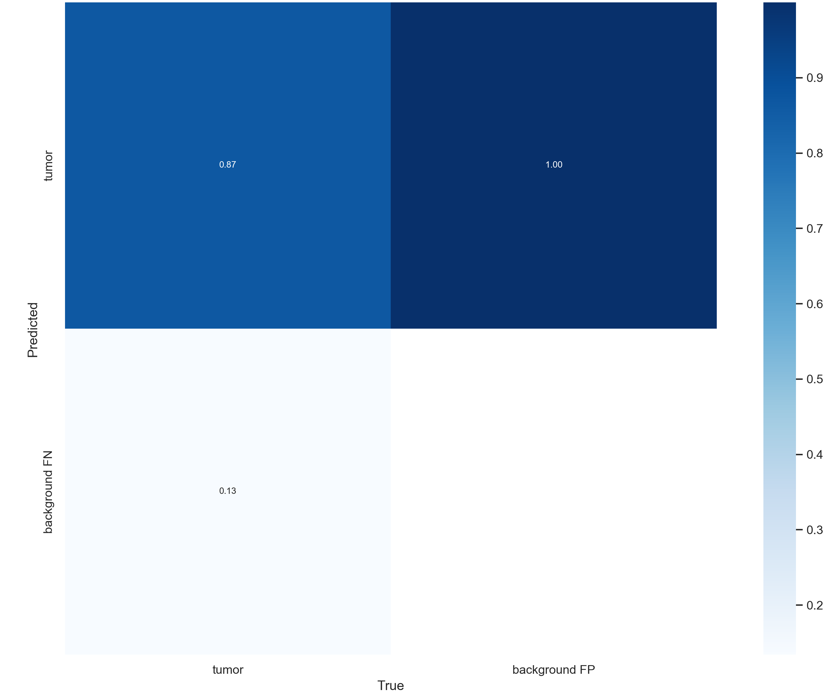 tumor
0.87
1.00
Predicted
background FN
0.13
tumor
background FP
True
0.9
0.8
0.7
0.6
0.5
0.4
0.3
0.2